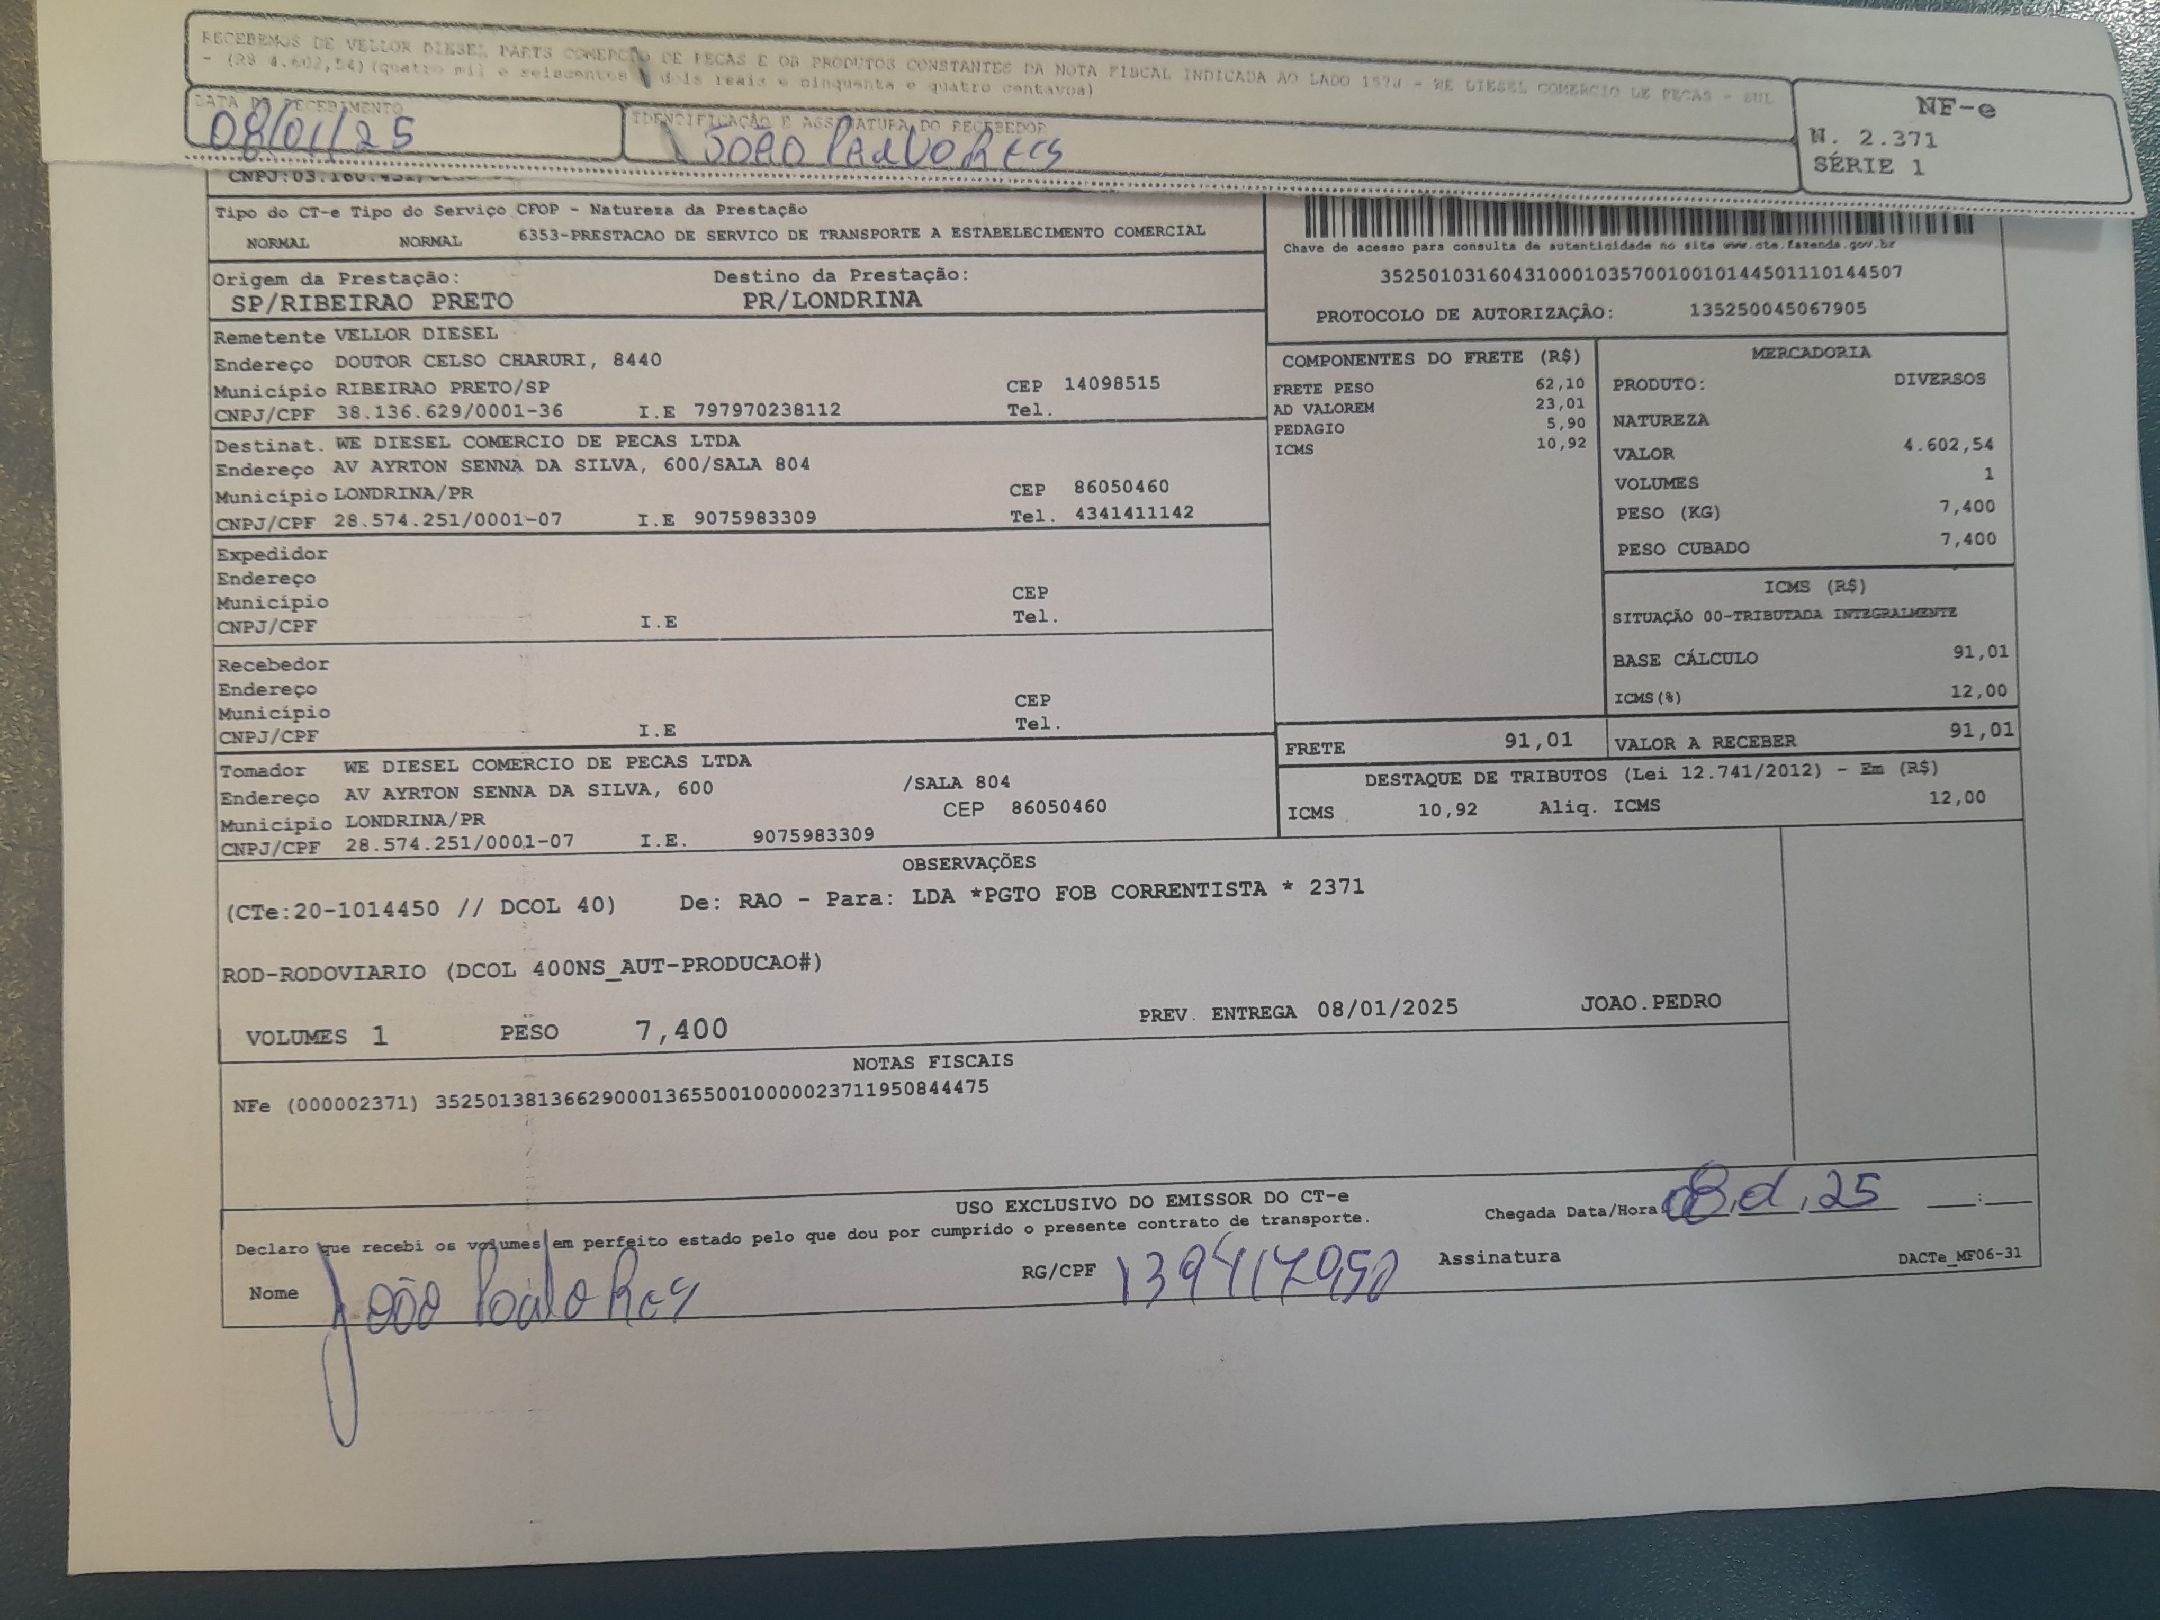 RECEBEMOS DE VELLOR DIESEL PARTS COMERCIO DE PECAS E OS PRODUTOS CONSTANTES DA NOTA FISCAL INDICADA AO LADO - WE DIESEL COMERCIO DE PECAS - SUL
- (R$ 4.602,54)(quatro mil e seiscentos e dois reais e cinquenta e quatro centavos)
NF-e
N. 2.371
SÉRIE 1
DATA DO RECEBIMENTO
08/01/25
IDENTIFICAÇÃO E ASSINATURA DO RECEBEDOR
JOÃO Paulo Reis
Tipo do CT-e Tipo do Serviço CFOP - Natureza da Prestação
NORMAL NORMAL 6353-PRESTACAO DE SERVICO DE TRANSPORTE A ESTABELECIMENTO COMERCIAL
Chave de acesso para consulta de autenticidade no site www.cte.fazenda.gov.br
35250103160431000103570010010144501110144507
PROTOCOLO DE AUTORIZAÇÃO: 135250045067905
Origem da Prestação: Destino da Prestação:
SP/RIBEIRAO PRETO PR/LONDRINA
Remetente VELLOR DIESEL
Endereço DOUTOR CELSO CHARURI, 8440
Município RIBEIRAO PRETO/SP CEP 14098515
CNPJ/CPF 38.136.629/0001-36 I.E 797970238112 Tel.
Destinat. WE DIESEL COMERCIO DE PECAS LTDA
Endereço AV AYRTON SENNA DA SILVA, 600/SALA 804
Município LONDRINA/PR CEP 86050460
CNPJ/CPF 28.574.251/0001-07 I.E 9075983309 Tel. 4341411142
Expedidor
Endereço
Município CEP
CNPJ/CPF I.E Tel.
Recebedor
Endereço
Município CEP
CNPJ/CPF I.E Tel.
Tomador WE DIESEL COMERCIO DE PECAS LTDA
Endereço AV AYRTON SENNA DA SILVA, 600 /SALA 804
Município LONDRINA/PR CEP 86050460
CNPJ/CPF 28.574.251/0001-07 I.E. 9075983309
COMPONENTES DO FRETE (R$)
FRETE PESO 62,10
AD VALOREM 23,01
PEDAGIO 5,90
ICMS 10,92
MERCADORIA
PRODUTO: DIVERSOS
NATUREZA
VALOR 4.602,54
VOLUMES 1
PESO (KG) 7,400
PESO CUBADO 7,400
ICMS (R$)
SITUAÇÃO 00-TRIBUTADA INTEGRALMENTE
BASE CÁLCULO 91,01
ICMS(%) 12,00
FRETE 91,01 VALOR A RECEBER 91,01
DESTAQUE DE TRIBUTOS (Lei 12.741/2012) - Em (R$)
ICMS 10,92 Aliq. ICMS 12,00
OBSERVAÇÕES
(CTe:20-1014450 // DCOL 40) De: RAO - Para: LDA *PGTO FOB CORRENTISTA * 2371
ROD-RODOVIARIO (DCOL 400NS_AUT-PRODUCAO#)
VOLUMES 1 PESO 7,400 PREV. ENTREGA 08/01/2025 JOAO.PEDRO
NOTAS FISCAIS
NFe (000002371) 35250138136629000136550010000023711950844475
USO EXCLUSIVO DO EMISSOR DO CT-e
Declaro que recebi os volumes em perfeito estado pelo que dou por cumprido o presente contrato de transporte.
Chegada Data/Hora
Nome João Paulo Reis RG/CPF Assinatura
DACTe_MF06-31